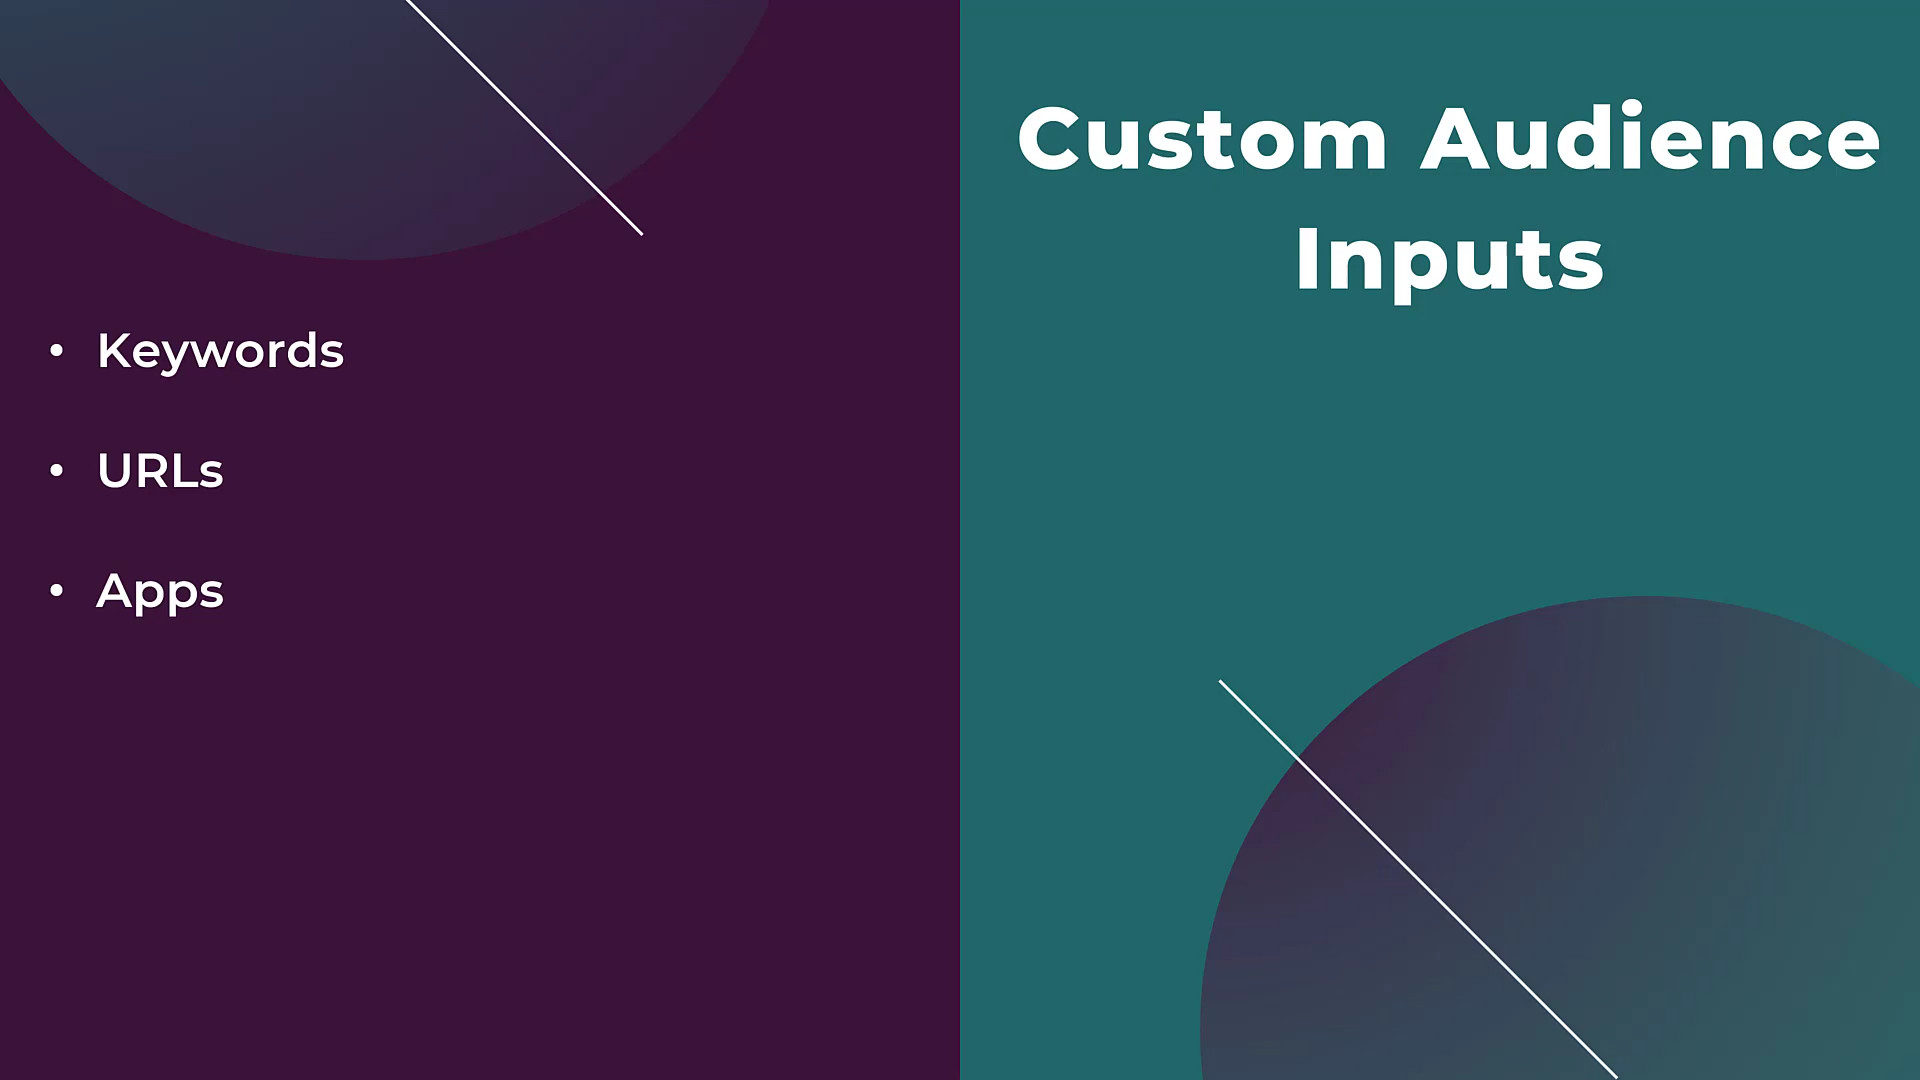 Custom Audience
Inputs
• Keywords
• URLs
• Apps